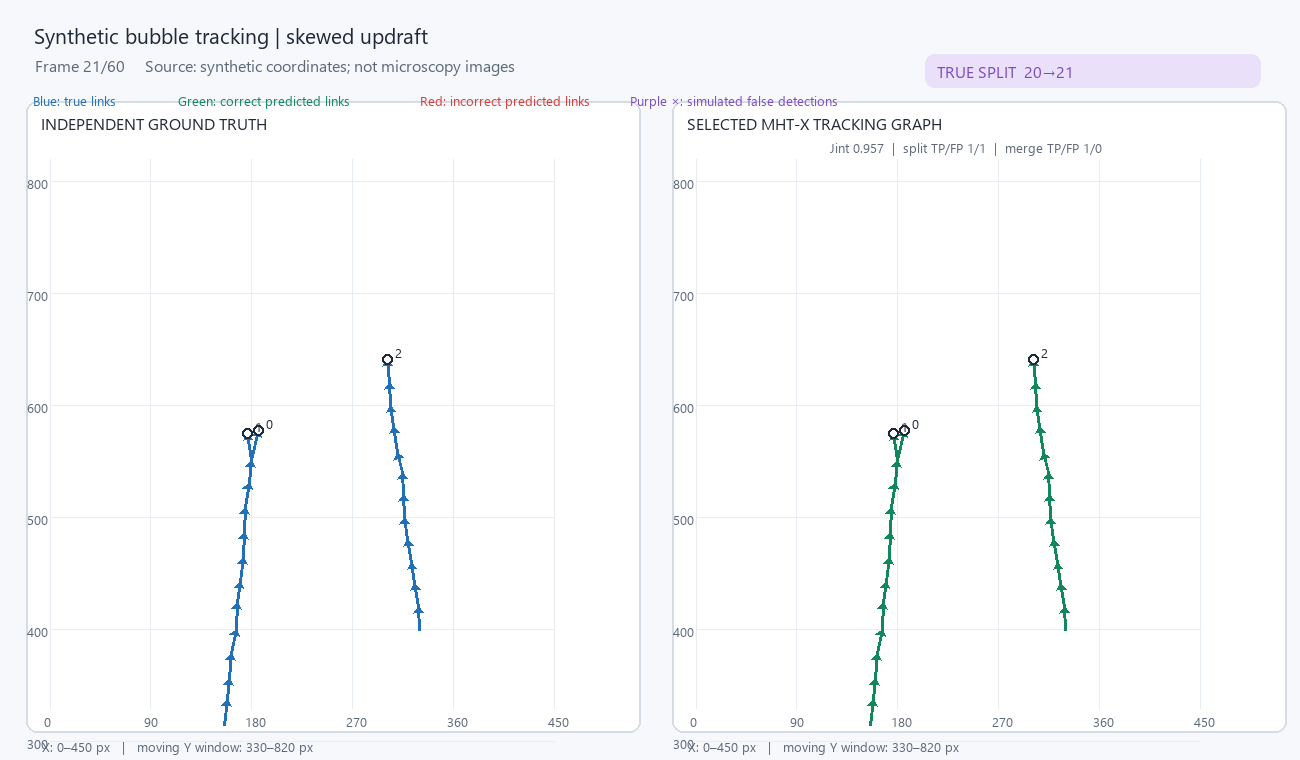 Synthetic bubble tracking | skewed updraft
Frame 21/60 Source: synthetic coordinates; not microscopy images
TRUE SPLIT 20→21
Blue: true links Green: correct predicted links Red: incorrect predicted links Purple ×: simulated false detections
INDEPENDENT GROUND TRUTH
800
700
600
500
400
300
2
0
0 90 180 270 360 450
X: 0–450 px | moving Y window: 330–820 px
SELECTED MHT-X TRACKING GRAPH
Jint 0.957 | split TP/FP 1/1 | merge TP/FP 1/0
800
700
600
500
400
300
2
0
0 90 180 270 360 450
X: 0–450 px | moving Y window: 330–820 px